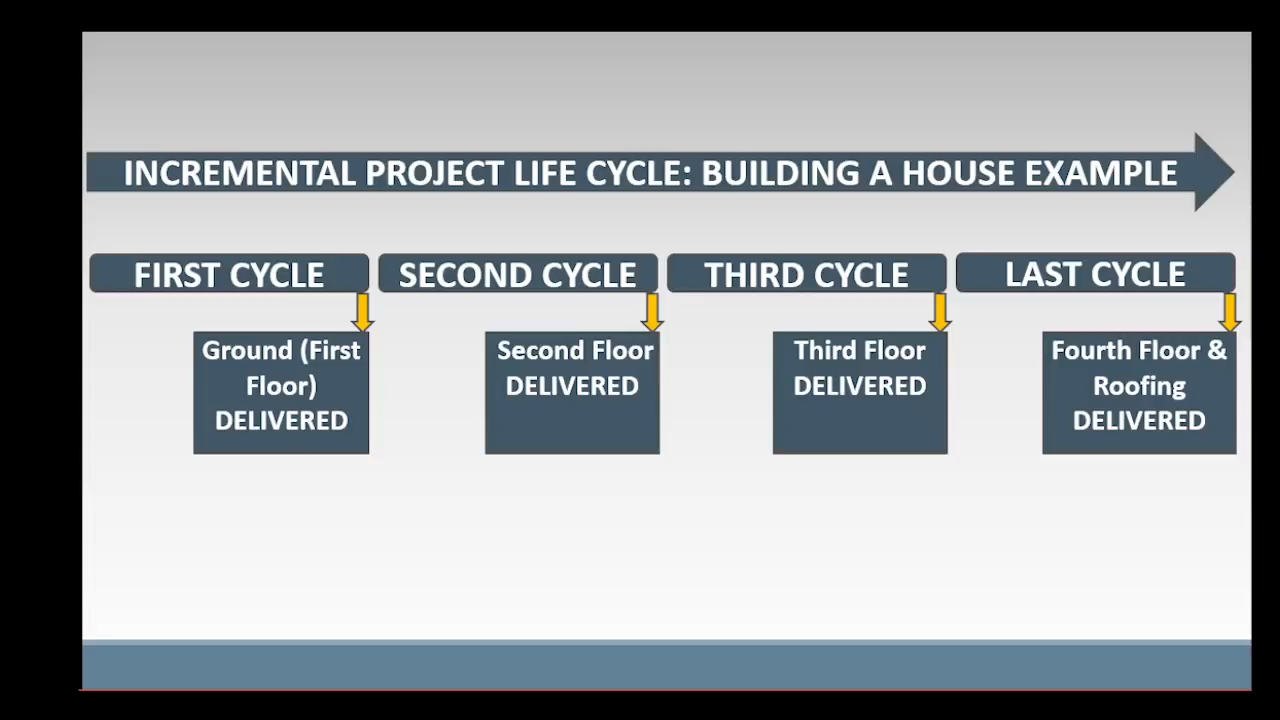 INCREMENTAL PROJECT LIFE CYCLE: BUILDING A HOUSE EXAMPLE
FIRST CYCLE
SECOND CYCLE
THIRD CYCLE
LAST CYCLE
Ground (First
Floor)
DELIVERED
Second Floor
DELIVERED
Third Floor
DELIVERED
Fourth Floor &
Roofing
DELIVERED